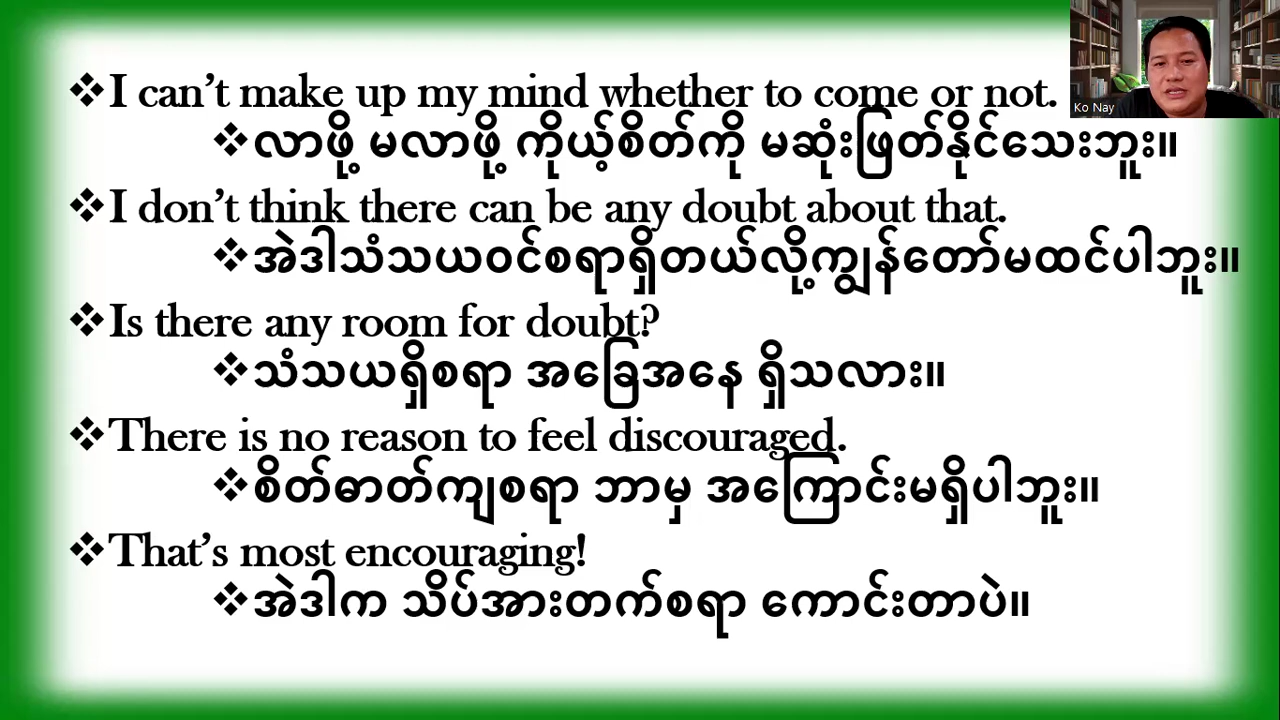 ❖I can’t make up my mind whether to come or not.
❖လာဖို့ မလာဖို့ ကိုယ့်စိတ်ကို မဆုံးဖြတ်နိုင်သေးဘူး။
❖I don’t think there can be any doubt about that.
❖အဲဒါသံသယဝင်စရာရှိတယ်လို့ကျွန်တော်မထင်ပါဘူး။
❖Is there any room for doubt?
❖သံသယရှိစရာ အခြေအနေ ရှိသလား။
❖There is no reason to feel discouraged.
❖စိတ်ဓာတ်ကျစရာ ဘာမှ အကြောင်းမရှိပါဘူး။
❖That’s most encouraging!
❖အဲဒါက သိပ်အားတက်စရာ ကောင်းတာပဲ။
Ko Nay